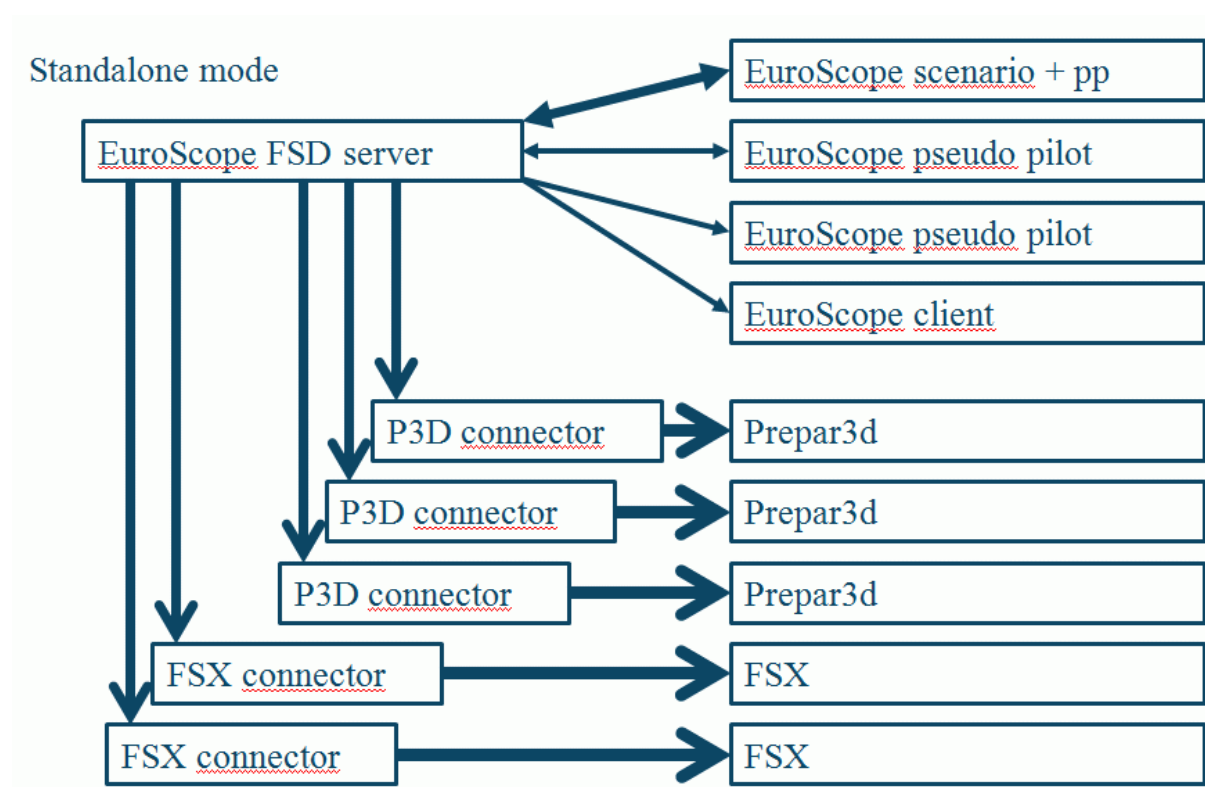 Standalone mode
EuroScope scenario + pp
EuroScope FSD server
EuroScope pseudo pilot
EuroScope pseudo pilot
EuroScope client
P3D connector
Prepar3d
P3D connector
Prepar3d
P3D connector
Prepar3d
FSX connector
FSX
FSX connector
FSX